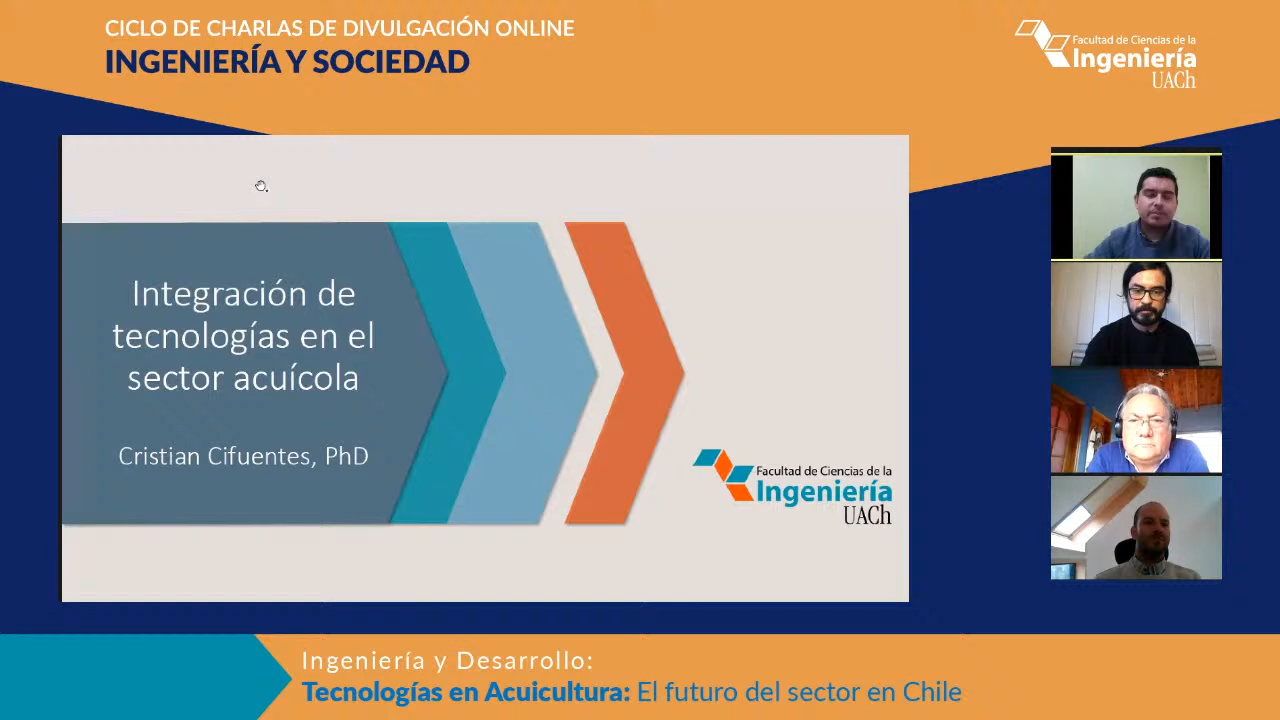 CICLO DE CHARLAS DE DIVULGACIÓN ONLINE
INGENIERÍA Y SOCIEDAD
Facultad de Ciencias de la
Ingeniería
UACh
Integración de
tecnologías en el
sector acuícola
Cristian Cifuentes, PhD
Facultad de Ciencias de la
Ingeniería
UACh
Ingeniería y Desarrollo:
Tecnologías en Acuicultura: El futuro del sector en Chile